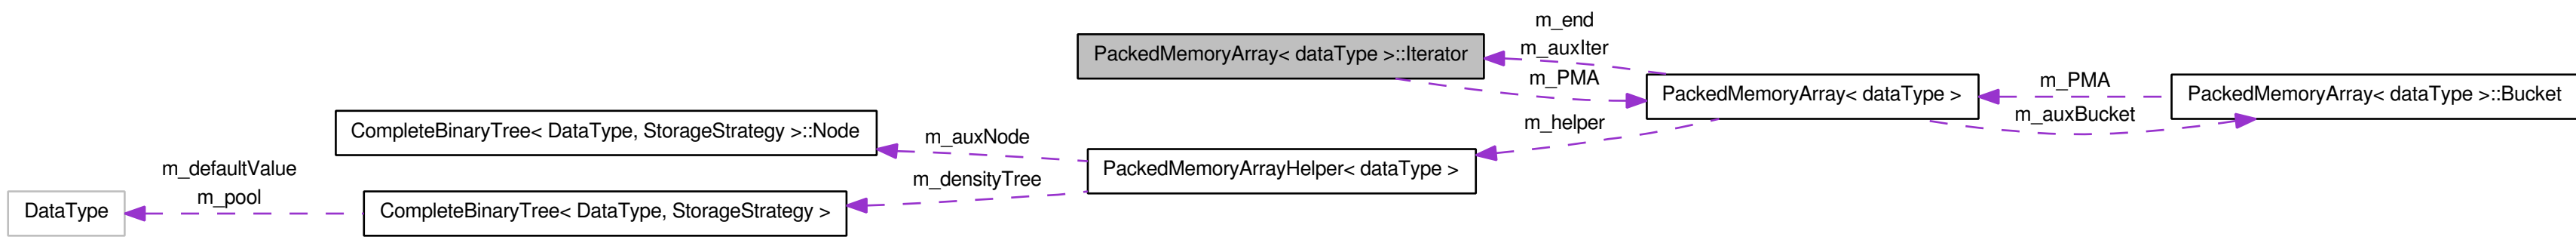 m_end
m_auxIter
PackedMemoryArray< dataType >::Iterator
m_PMA
PackedMemoryArray< dataType >
m_PMA
m_auxBucket
PackedMemoryArray< dataType >::Bucket
m_helper
CompleteBinaryTree< DataType, StorageStrategy >::Node
m_auxNode
PackedMemoryArrayHelper< dataType >
m_densityTree
m_defaultValue
m_pool
DataType
CompleteBinaryTree< DataType, StorageStrategy >